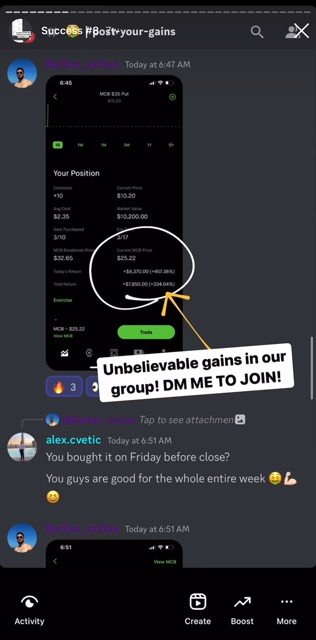 Success #8 7w
post-your-gains
Today at 6:47 AM
6:45
MCB $35 Put
$10.20
1D 1W 1M 3M 1Y
Your Position
Contracts
+10
Current Price
$10.20
Avg Cost
$2.35
Market Value
$10,200.00
Date Purchased
3/10
3/17
MCB Breakeven Price
$32.65
Current MCB Price
$25.22
Today's Return
+$8,370.00 (+457.38%)
Total Return
+$7,850.00 (+334.04%)
Exercise
MCB – $25.22
View MCB
Trade
Unbelievable gains in our
group! DM ME TO JOIN!
🔥 3
Tap to see attachment
alex.cvetic Today at 6:51 AM
You bought it on Friday before close?
You guys are good for the whole entire week 🤑💪🏻
😆
Today at 6:51 AM
6:51
View MCB
Activity
Create
Boost
More